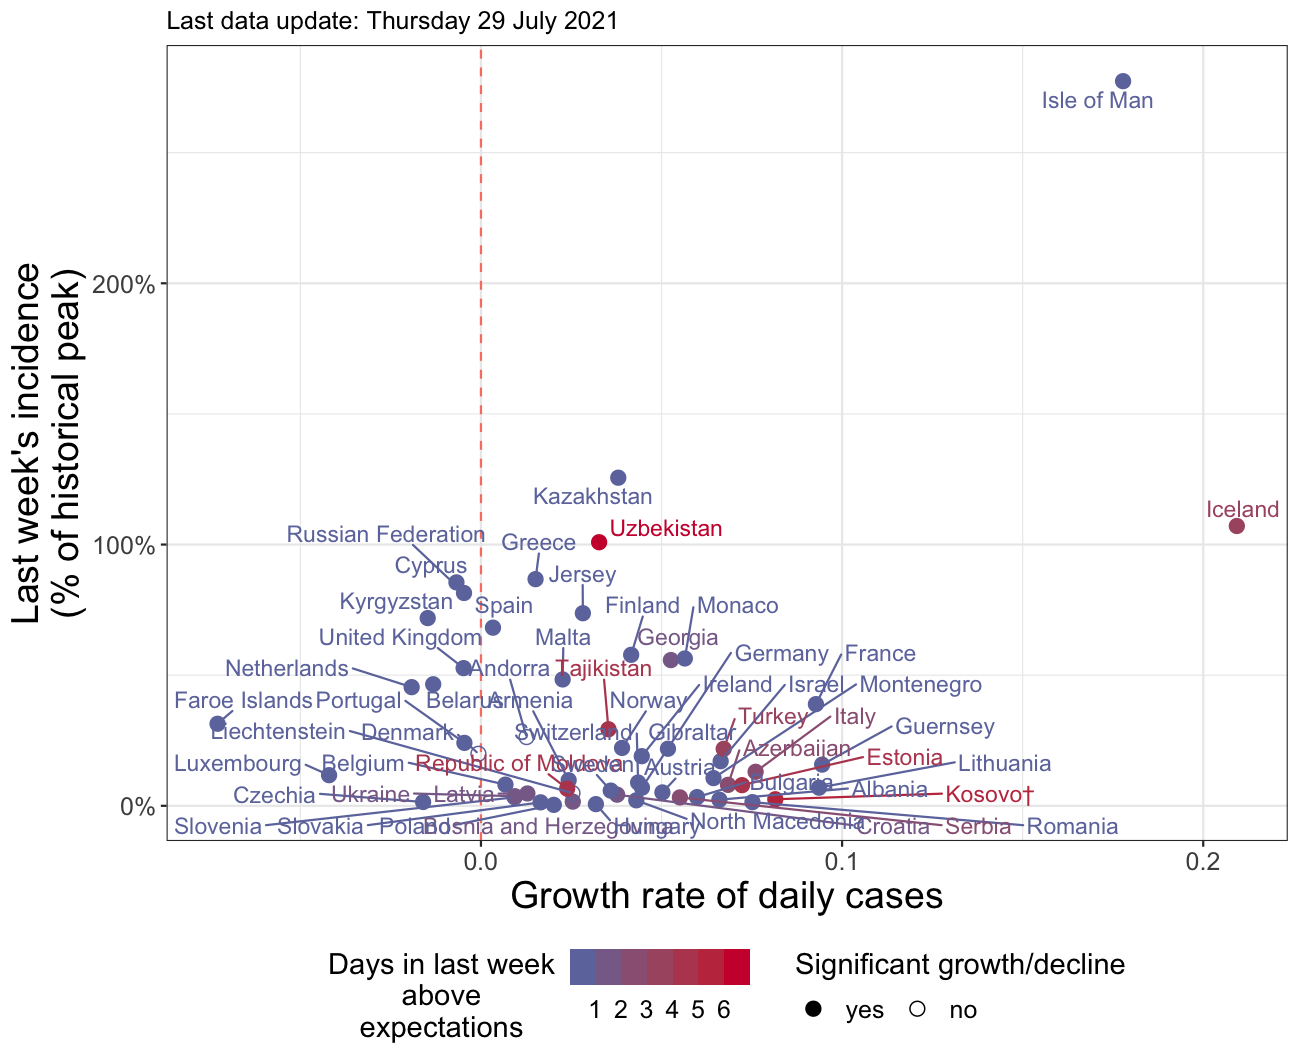 Last data update: Thursday 29 July 2021
Last week's incidence
(% of historical peak)
200%
100%
0%
Isle of Man
Kazakhstan
Iceland
Uzbekistan
Russian Federation
Greece
Cyprus
Jersey
Kyrgyzstan
Spain
Finland
Monaco
United Kingdom
Malta
Georgia
Netherlands
Andorra
Tajikistan
Germany
France
Faroe Islands
Portugal
Belarus
Armenia
Norway
Ireland
Israel
Montenegro
Liechtenstein
Denmark
Switzerland
Gibraltar
Turkey
Italy
Guernsey
Luxembourg
Belgium
Republic of Moldova
Sweden
Austria
Azerbaijan
Estonia
Lithuania
Czechia
Ukraine
Latvia
Bulgaria
Albania
Kosovo†
Slovenia
Slovakia
Poland
Bosnia and Herzegovina
Hungary
North Macedonia
Croatia
Serbia
Romania
0.0
0.1
0.2
Growth rate of daily cases
Days in last week
above
expectations
1 2 3 4 5 6
Significant growth/decline
yes no